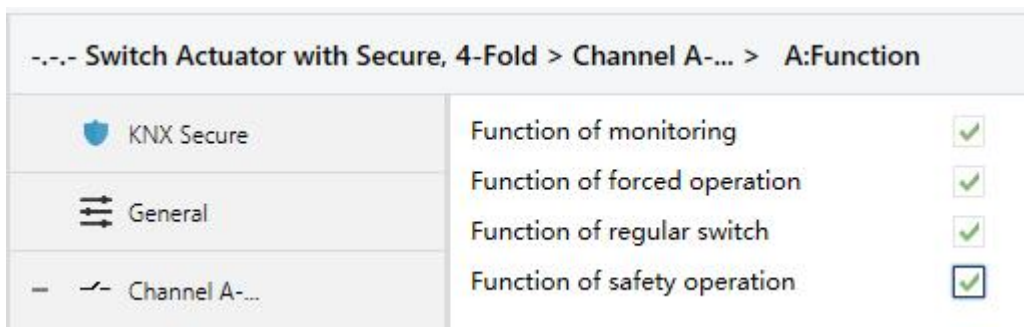 -.-.- Switch Actuator with Secure, 4-Fold > Channel A-... > A:Function
KNX Secure
General
Channel A-...
Function of monitoring
Function of forced operation
Function of regular switch
Function of safety operation